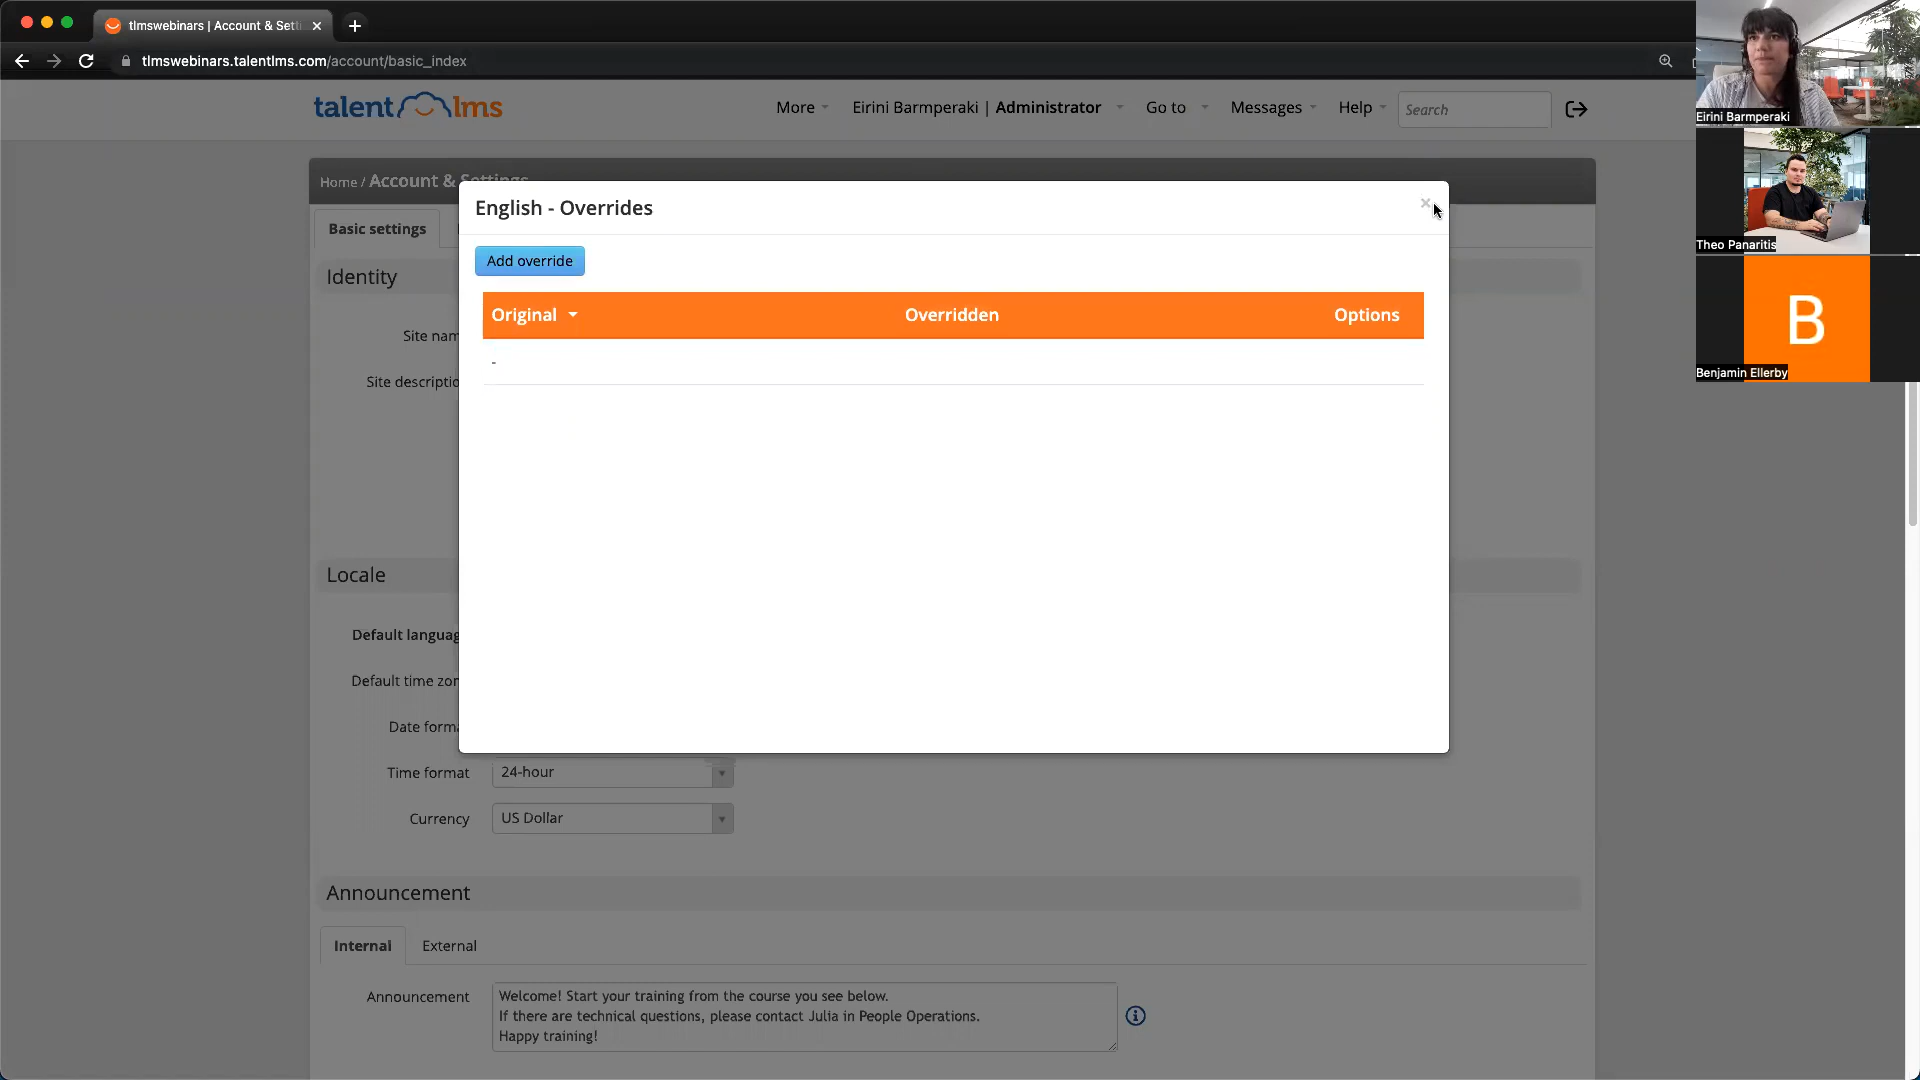 tlmswebinars | Account & Setti
tlmswebinars.talentlms.com/account/basic_index
talentlms
More
Eirini Barmperaki | Administrator
Go to
Messages
Help
Search
Home / Account & Settings
Basic settings
English - Overrides
Add override
Original
Overridden
Options
-
Identity
Site nam
Site descriptio
Locale
Default languag
Default time zon
Date forma
Time format
24-hour
Currency
US Dollar
Announcement
Internal
External
Announcement
Welcome! Start your training from the course you see below.
If there are technical questions, please contact Julia in People Operations.
Happy training!
Eirini Barmperaki
Theo Panaritis
B
Benjamin Ellerby